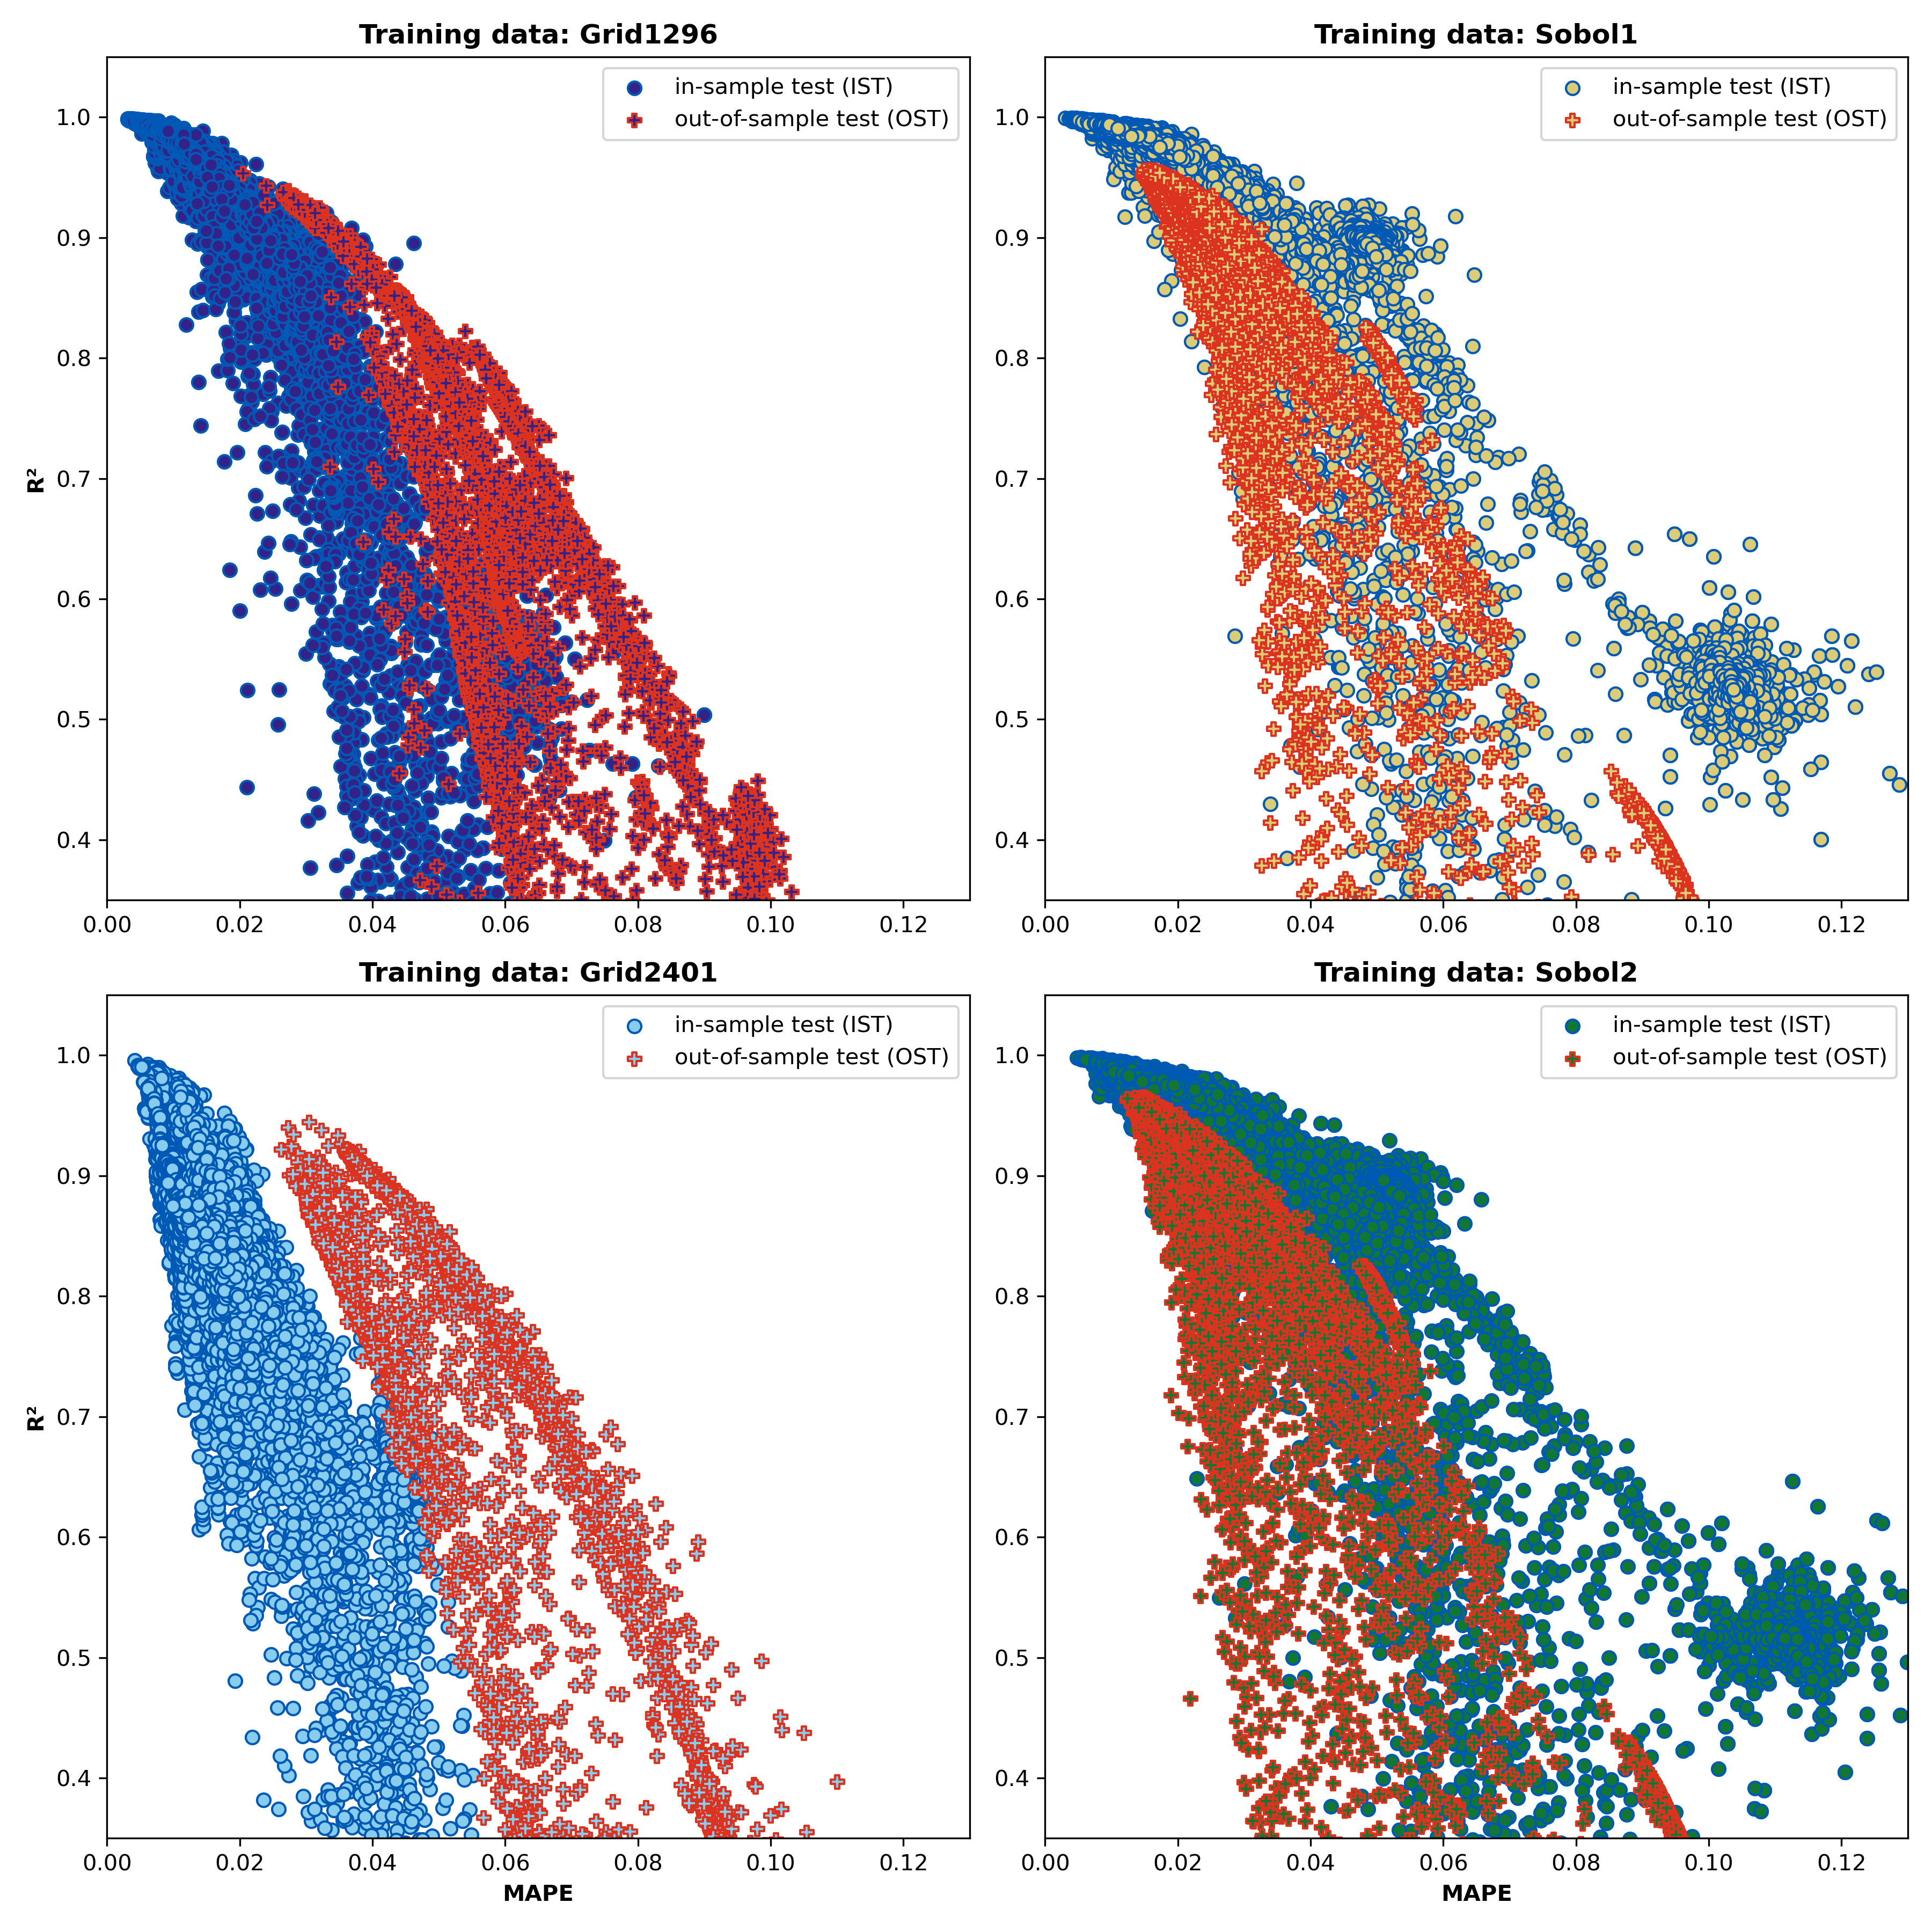 Training data: Grid1296
in-sample test (IST)
out-of-sample test (OST)
R²
1.0
0.9
0.8
0.7
0.6
0.5
0.4
0.00 0.02 0.04 0.06 0.08 0.10 0.12
Training data: Sobol1
in-sample test (IST)
out-of-sample test (OST)
1.0
0.9
0.8
0.7
0.6
0.5
0.4
0.00 0.02 0.04 0.06 0.08 0.10 0.12
Training data: Grid2401
in-sample test (IST)
out-of-sample test (OST)
R²
1.0
0.9
0.8
0.7
0.6
0.5
0.4
0.00 0.02 0.04 0.06 0.08 0.10 0.12
MAPE
Training data: Sobol2
in-sample test (IST)
out-of-sample test (OST)
1.0
0.9
0.8
0.7
0.6
0.5
0.4
0.00 0.02 0.04 0.06 0.08 0.10 0.12
MAPE